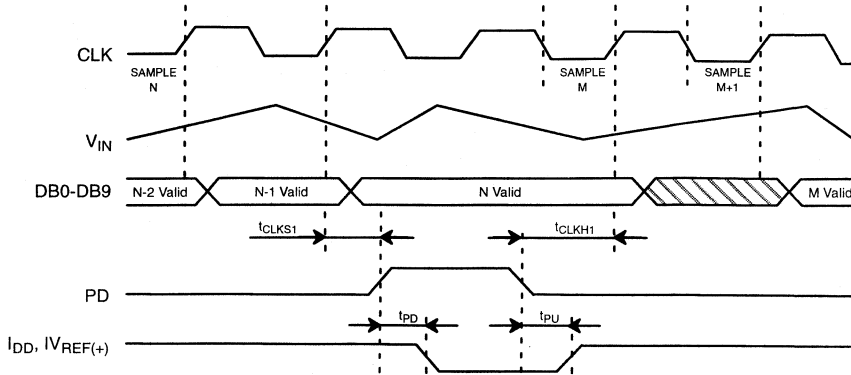 CLK
SAMPLE
N
SAMPLE
M
SAMPLE
M+1
VIN
DB0-DB9
N-2 Valid
N-1 Valid
N Valid
M Valid
tCLKS1
tCLKH1
PD
tPD
tPU
IDD, IVREF(+)